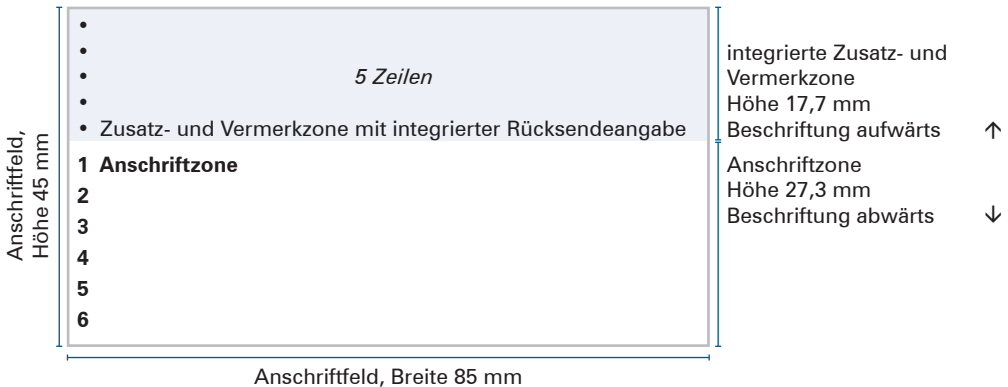 •
•
• 5 Zeilen
•
• Zusatz- und Vermerkzone mit integrierter Rücksendeangabe
1 Anschriftzone
2
3
4
5
6
integrierte Zusatz- und
Vermerkzone
Höhe 17,7 mm
Beschriftung aufwärts ↑
Anschriftzone
Höhe 27,3 mm
Beschriftung abwärts ↓
Anschriftfeld,
Höhe 45 mm
Anschriftfeld, Breite 85 mm